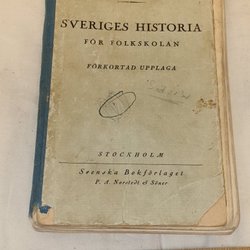 SVERIGES HISTORIA
FÖR FOLKSKOLAN
FÖRKORTAD UPPLAGA
STOCKHOLM
Svenska Bokförlaget
P. A. Norstedt & Söner